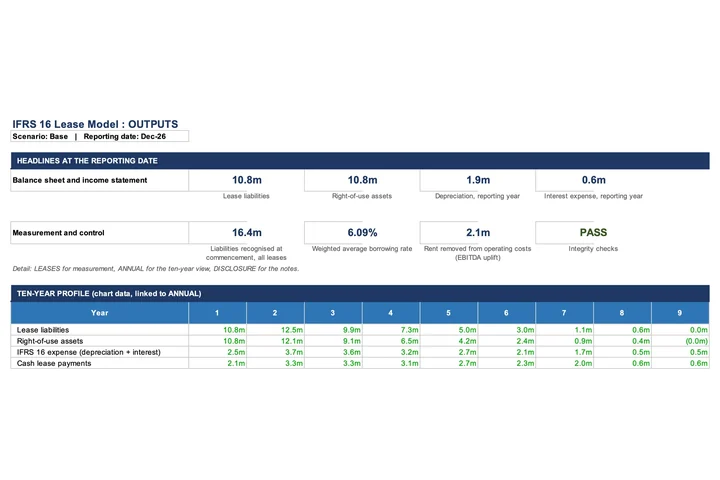 IFRS 16 Lease Model : OUTPUTS
Scenario: Base | Reporting date: Dec-26
HEADLINES AT THE REPORTING DATE
Balance sheet and income statement 10.8m 10.8m 1.9m 0.6m
Lease liabilities Right-of-use assets Depreciation, reporting year Interest expense, reporting year
Measurement and control 16.4m 6.09% 2.1m PASS
Liabilities recognised at commencement, all leases Weighted average borrowing rate Rent removed from operating costs (EBITDA uplift) Integrity checks
Detail: LEASES for measurement, ANNUAL for the ten-year view, DISCLOSURE for the notes.
TEN-YEAR PROFILE (chart data, linked to ANNUAL)
Year 1 2 3 4 5 6 7 8 9
Lease liabilities 10.8m 12.5m 9.9m 7.3m 5.0m 3.0m 1.1m 0.6m 0.0m
Right-of-use assets 10.8m 12.1m 9.1m 6.5m 4.2m 2.4m 0.9m 0.4m (0.0m)
IFRS 16 expense (depreciation + interest) 2.5m 3.7m 3.6m 3.2m 2.7m 2.1m 1.7m 0.5m 0.5m
Cash lease payments 2.1m 3.3m 3.3m 3.1m 2.7m 2.3m 2.0m 0.6m 0.6m